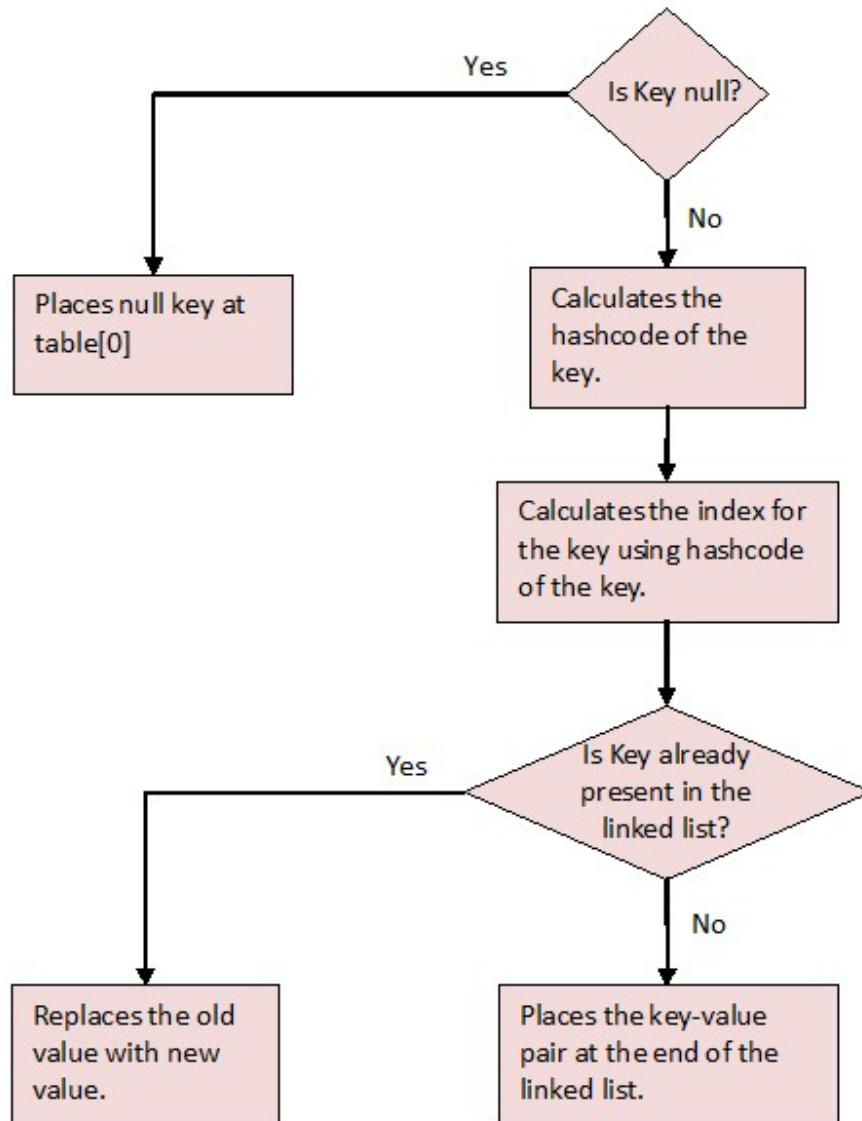 Yes
Is Key null?
No
Places null key at
table[0]
Calculates the
hashcode of the
key.
Calculates the index for
the key using hashcode
of the key.
Yes
Is Key already
present in the
linked list?
No
Replaces the old
value with new
value.
Places the key-value
pair at the end of the
linked list.